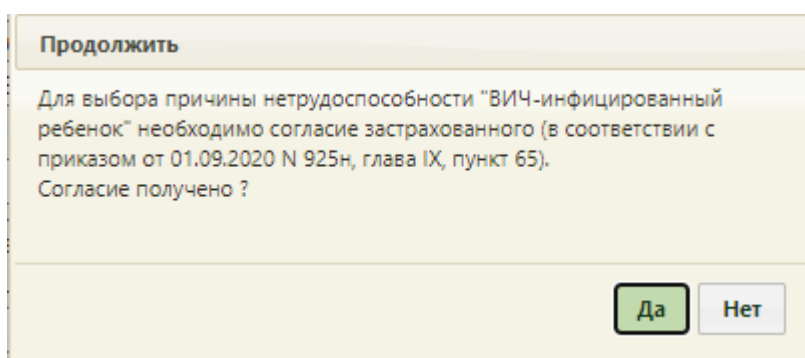 Продолжить
Для выбора причины нетрудоспособности "ВИЧ-инфицированный
ребенок" необходимо согласие застрахованного (в соответствии с
приказом от 01.09.2020 N 925н, глава IX, пункт 65).
Согласие получено ?
Да Нет